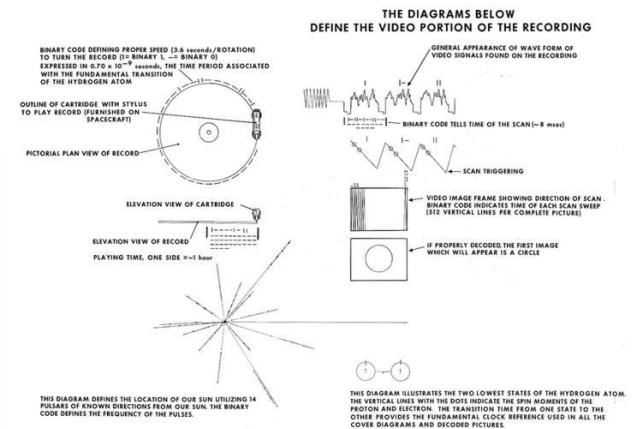 THE DIAGRAMS BELOW
DEFINE THE VIDEO PORTION OF THE RECORDING
BINARY CODE DEFINING PROPER SPEED (3.6 seconds/ROTATION)
TO TURN THE RECORD (I= BINARY 1, —= BINARY 0)
EXPRESSED IN 0.70 x 10⁻⁹ seconds, THE TIME PERIOD ASSOCIATED
WITH THE FUNDAMENTAL TRANSITION
OF THE HYDROGEN ATOM
OUTLINE OF CARTRIDGE WITH STYLUS
TO PLAY RECORD (FURNISHED ON
SPACECRAFT)
PICTORIAL PLAN VIEW OF RECORD
ELEVATION VIEW OF CARTRIDGE
ELEVATION VIEW OF RECORD
PLAYING TIME, ONE SIDE =~1 hour
GENERAL APPEARANCE OF WAVE FORM OF
VIDEO SIGNALS FOUND ON THE RECORDING
BINARY CODE TELLS TIME OF THE SCAN (~8 msec)
SCAN TRIGGERING
VIDEO IMAGE FRAME SHOWING DIRECTION OF SCAN.
BINARY CODE INDICATES TIME OF EACH SCAN SWEEP
(512 VERTICAL LINES PER COMPLETE PICTURE)
IF PROPERLY DECODED, THE FIRST IMAGE
WHICH WILL APPEAR IS A CIRCLE
THIS DIAGRAM DEFINES THE LOCATION OF OUR SUN UTILIZING 14
PULSARS OF KNOWN DIRECTIONS FROM OUR SUN. THE BINARY
CODE DEFINES THE FREQUENCY OF THE PULSES.
THIS DIAGRAM ILLUSTRATES THE TWO LOWEST STATES OF THE HYDROGEN ATOM.
THE VERTICAL LINES WITH THE DOTS INDICATE THE SPIN MOMENTS OF THE
PROTON AND ELECTRON. THE TRANSITION TIME FROM ONE STATE TO THE
OTHER PROVIDES THE FUNDAMENTAL CLOCK REFERENCE USED IN ALL THE
COVER DIAGRAMS AND DECODED PICTURES.